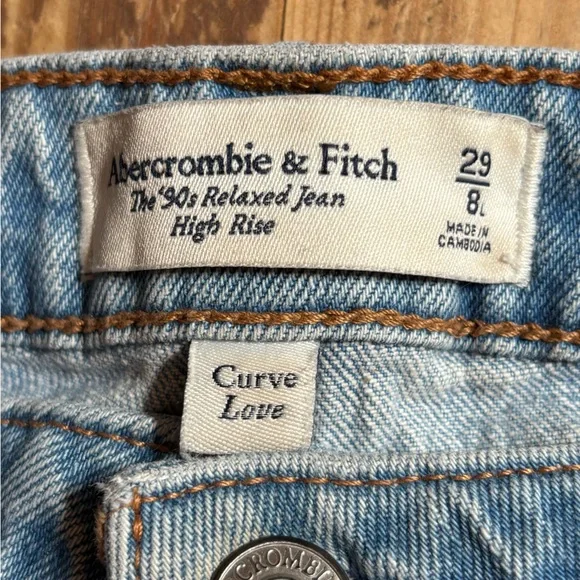 Abercrombie & Fitch
The '90s Relaxed Jean
High Rise
29
8L
MADE IN
CAMBODIA
Curve
Love